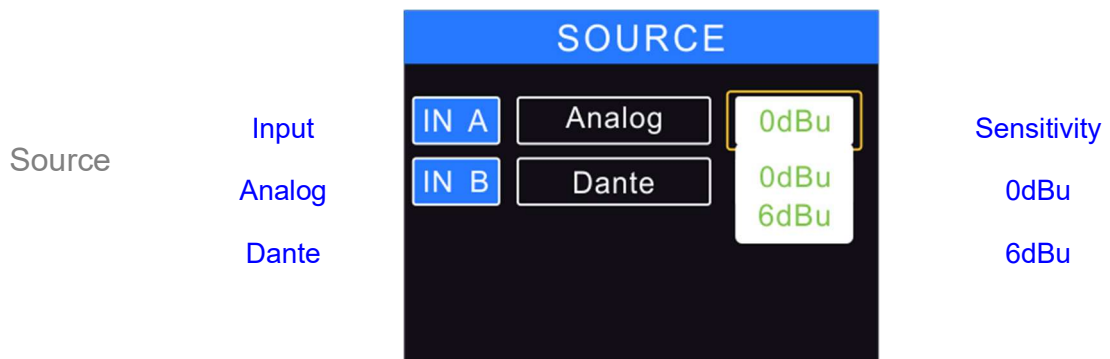 SOURCE
Source
Input
Analog
Dante
IN A Analog 0dBu
IN B Dante 0dBu
6dBu
Sensitivity
0dBu
6dBu